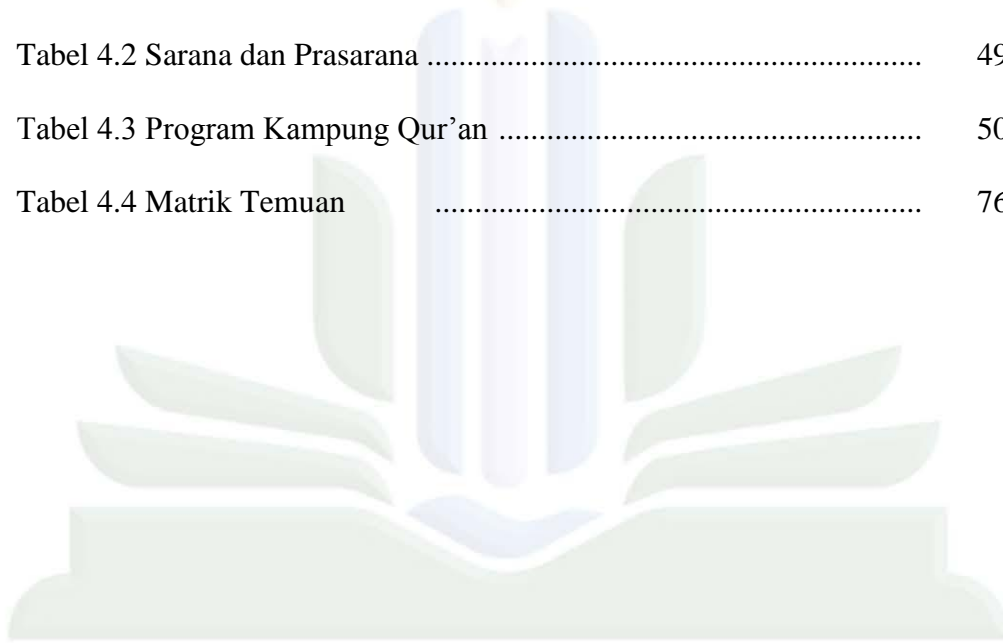 Tabel 4.2 Sarana dan Prasarana .............................................................. 49
Tabel 4.3 Program Kampung Qur’an ..................................................... 50
Tabel 4.4 Matrik Temuan ............................................................. 76